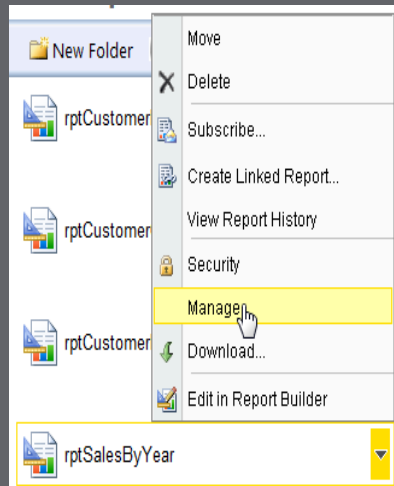 New Folder
Move
Delete
rptCustomer
Subscribe...
Create Linked Report...
View Report History
rptCustomer
Security
Manage
rptCustomer
Download...
Edit in Report Builder
rptSalesByYear